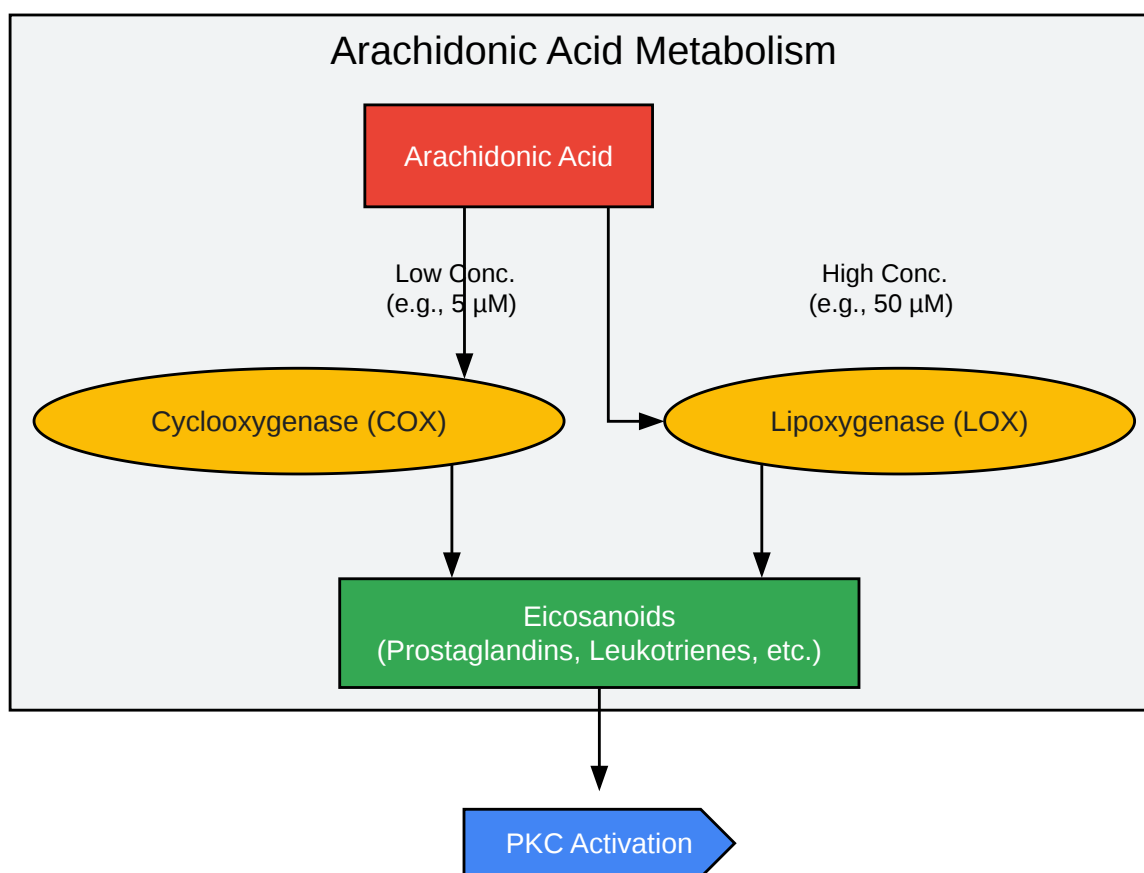 Arachidonic Acid Metabolism
Arachidonic Acid
Low Conc.
(e.g., 5 µM)
High Conc.
(e.g., 50 µM)
Cyclooxygenase (COX)
Lipoxygenase (LOX)
Eicosanoids
(Prostaglandins, Leukotrienes, etc.)
PKC Activation